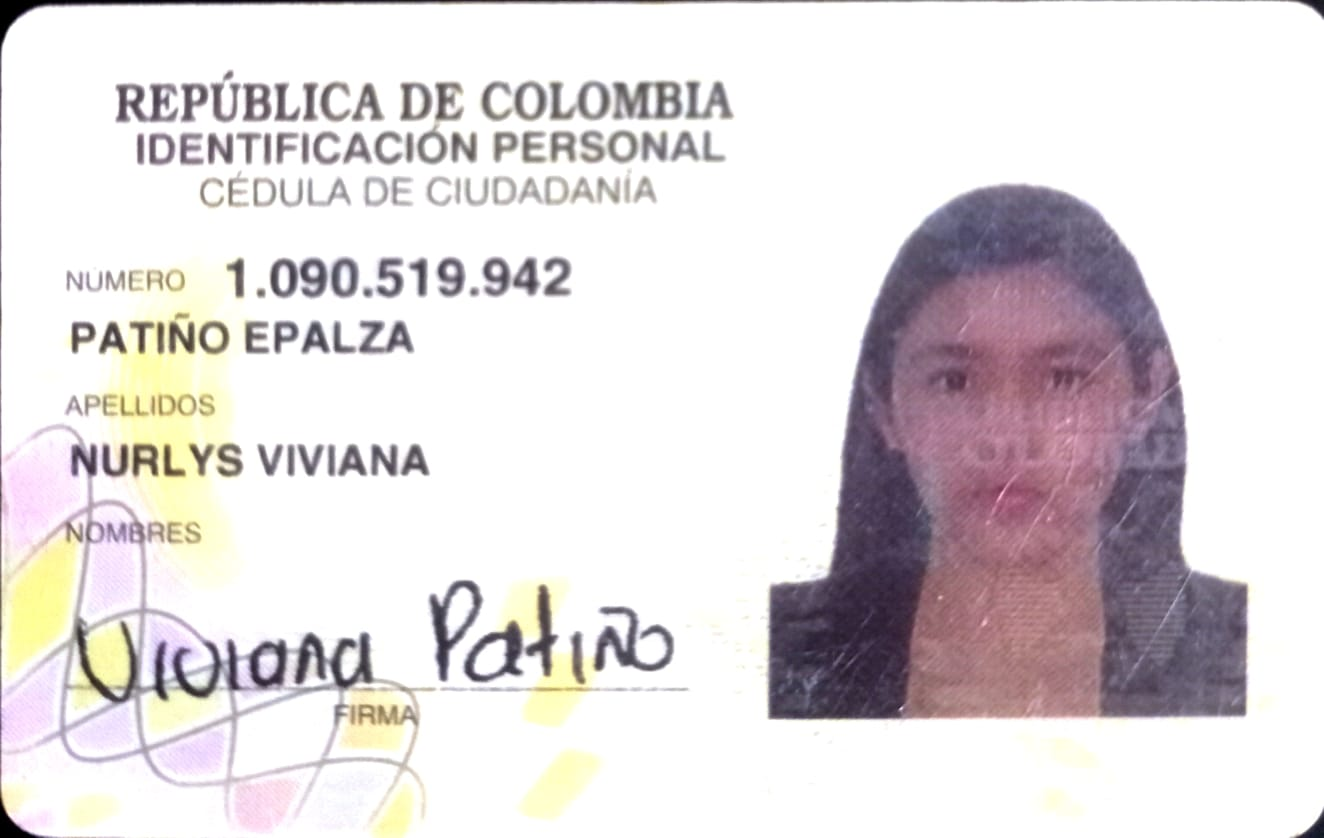 REPÚBLICA DE COLOMBIA
IDENTIFICACIÓN PERSONAL
CÉDULA DE CIUDADANÍA
NÚMERO 1.090.519.942
PATIÑO EPALZA
APELLIDOS
NURLYS VIVIANA
NOMBRES
Viviana Patiño
FIRMA